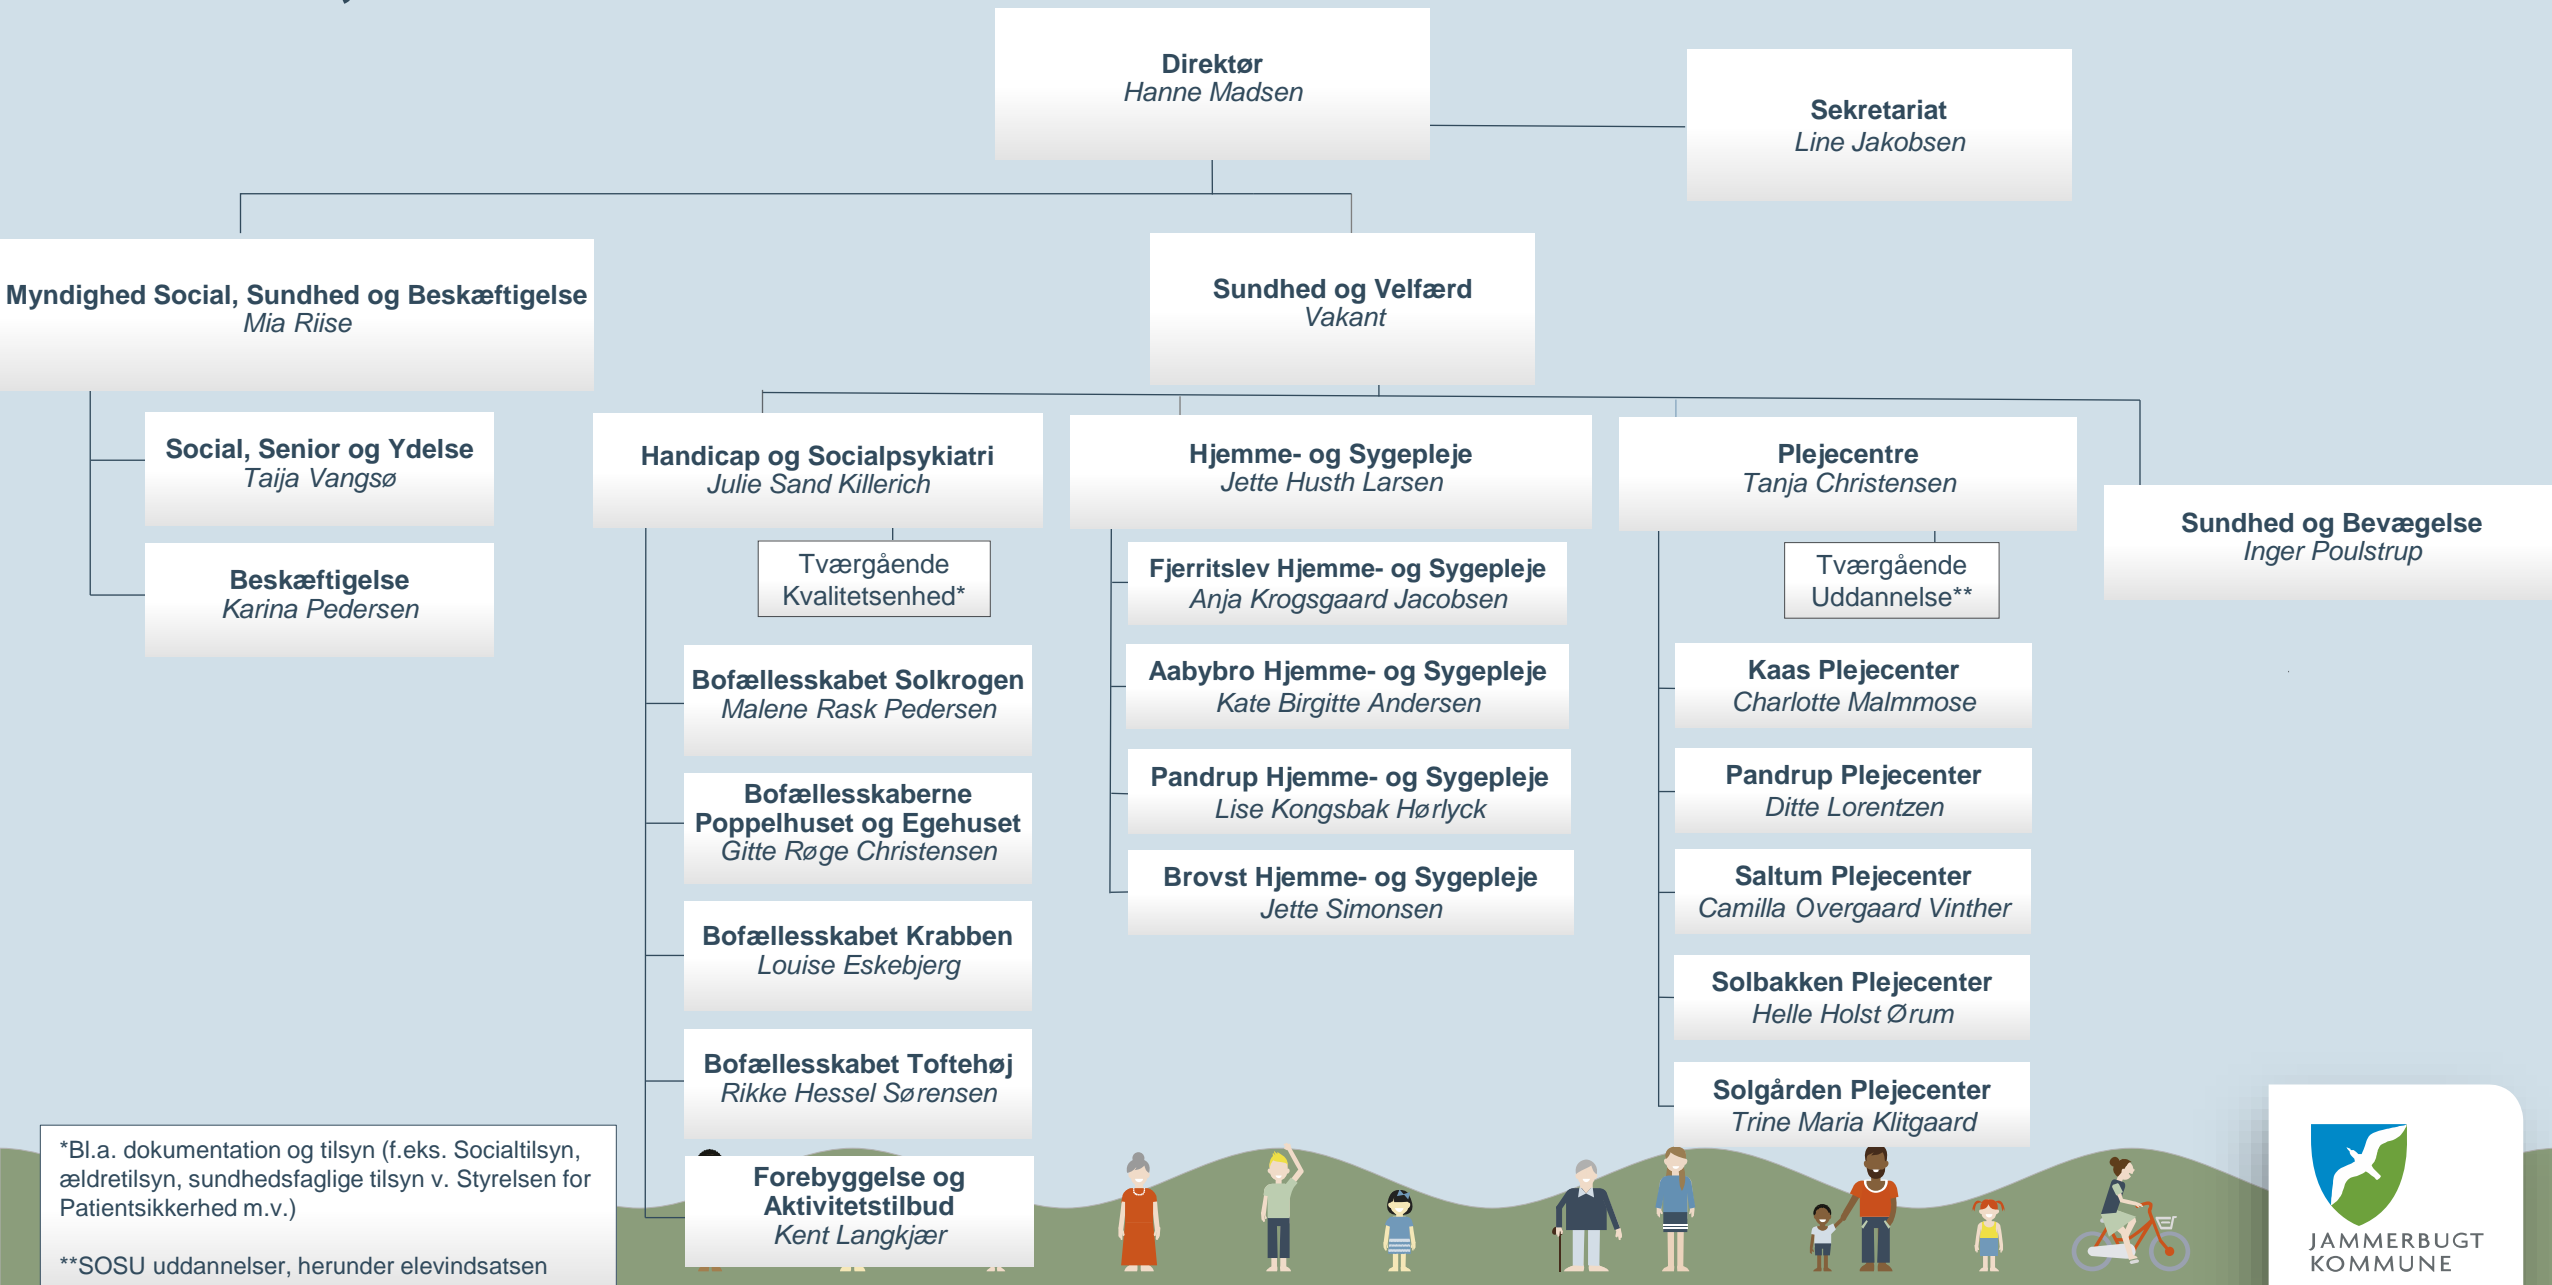 Direktør
Hanne Madsen
Sekretariat
Line Jakobsen
Myndighed Social, Sundhed og Beskæftigelse
Mia Riise
Sundhed og Velfærd
Vakant
Social, Senior og Ydelse
Taija Vangsø
Beskæftigelse
Karina Pedersen
Handicap og Socialpsykiatri
Julie Sand Killerich
Tværgående
Kvalitetsenhed*
Bofællesskabet Solkrogen
Malene Rask Pedersen
Bofællesskaberne
Poppelhuset og Egehuset
Gitte Røge Christensen
Bofællesskabet Krabben
Louise Eskebjerg
Bofællesskabet Toftehøj
Rikke Hessel Sørensen
Forebyggelse og
Aktivitetstilbud
Kent Langkjær
Hjemme- og Sygepleje
Jette Husth Larsen
Fjerritslev Hjemme- og Sygepleje
Anja Krogsgaard Jacobsen
Aabybro Hjemme- og Sygepleje
Kate Birgitte Andersen
Pandrup Hjemme- og Sygepleje
Lise Kongsbak Hørlyck
Brovst Hjemme- og Sygepleje
Jette Simonsen
Plejecentre
Tanja Christensen
Tværgående
Uddannelse**
Kaas Plejecenter
Charlotte Malmmose
Pandrup Plejecenter
Ditte Lorentzen
Saltum Plejecenter
Camilla Overgaard Vinther
Solbakken Plejecenter
Helle Holst Ørum
Solgården Plejecenter
Trine Maria Klitgaard
Sundhed og Bevægelse
Inger Poulstrup
*Bl.a. dokumentation og tilsyn (f.eks. Socialtilsyn,
ældretilsyn, sundhedsfaglige tilsyn v. Styrelsen for
Patientsikkerhed m.v.)
**SOSU uddannelser, herunder elevindsatsen
JAMMERBUGT
KOMMUNE